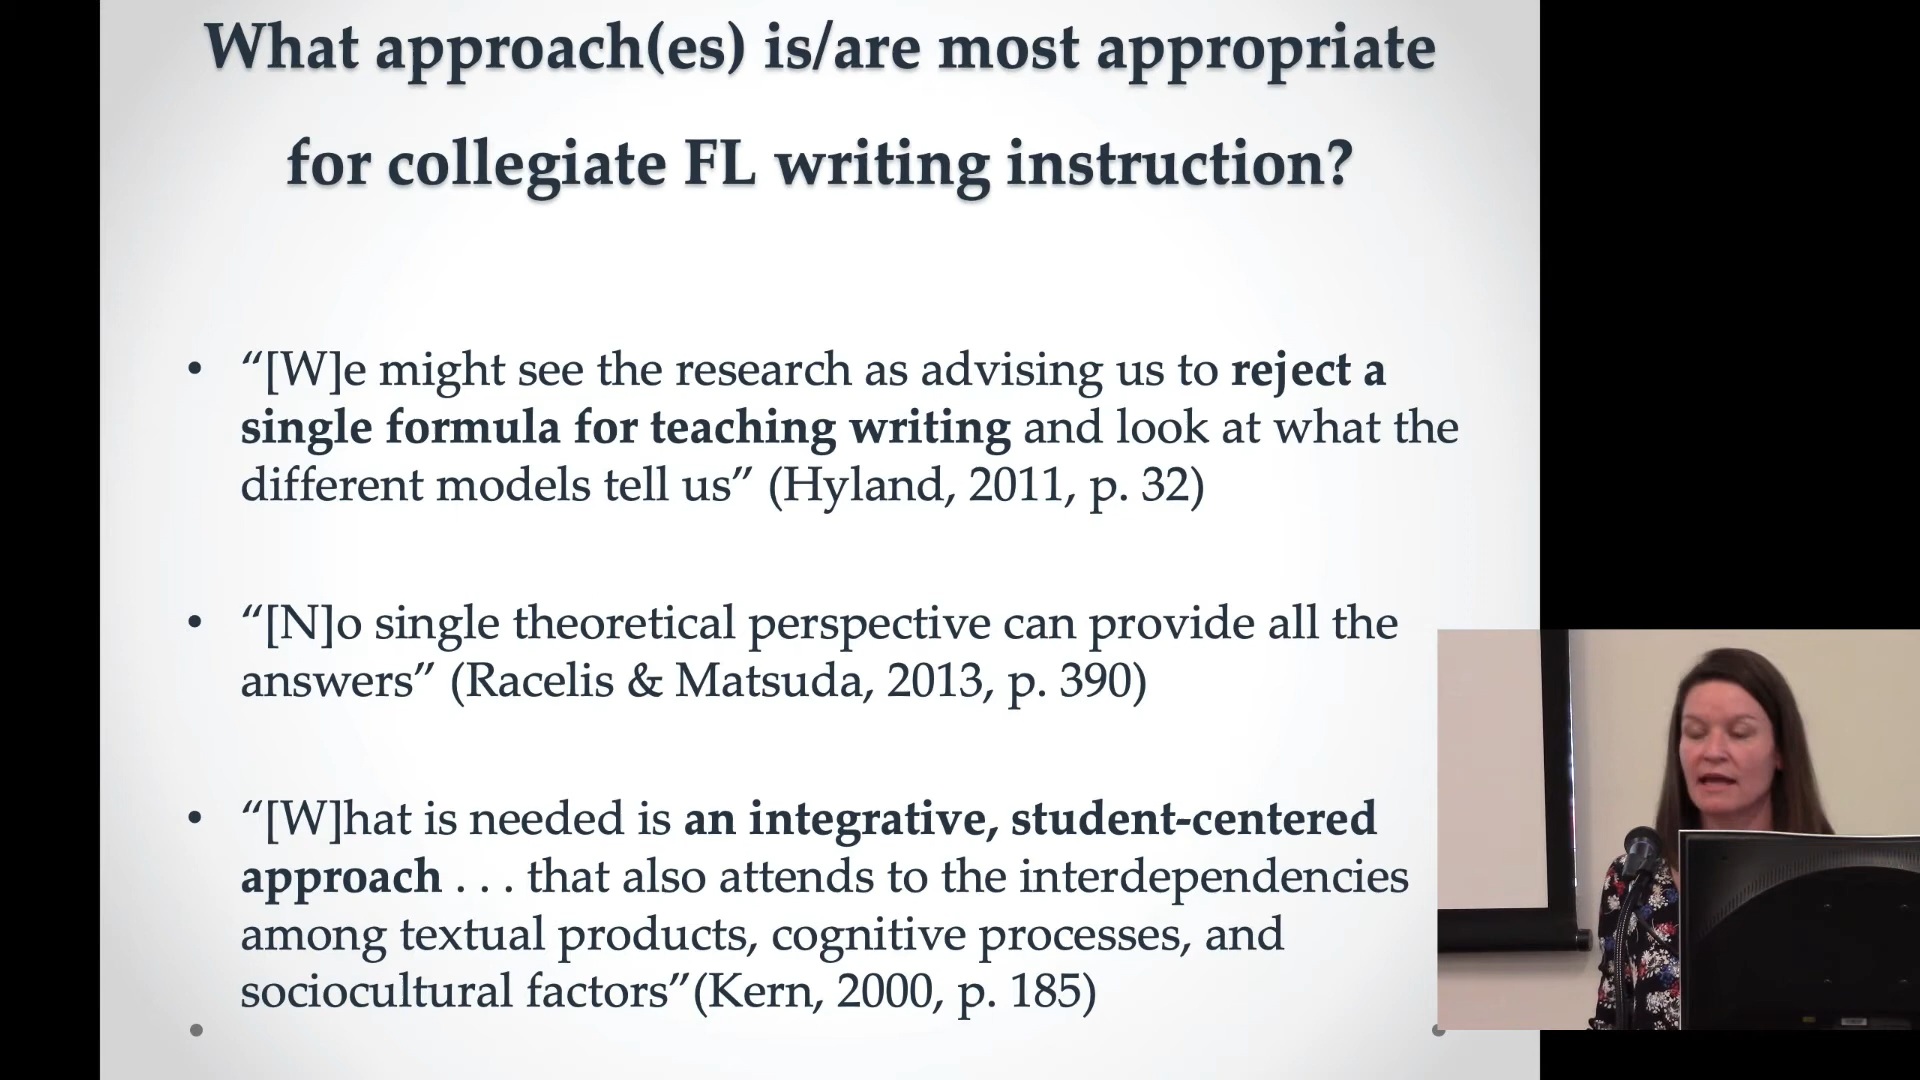 What approach(es) is/are most appropriate
for collegiate FL writing instruction?
• “[W]e might see the research as advising us to reject a
single formula for teaching writing and look at what the
different models tell us” (Hyland, 2011, p. 32)
• “[N]o single theoretical perspective can provide all the
answers” (Racelis & Matsuda, 2013, p. 390)
• “[W]hat is needed is an integrative, student-centered
approach . . . that also attends to the interdependencies
among textual products, cognitive processes, and
sociocultural factors”(Kern, 2000, p. 185)